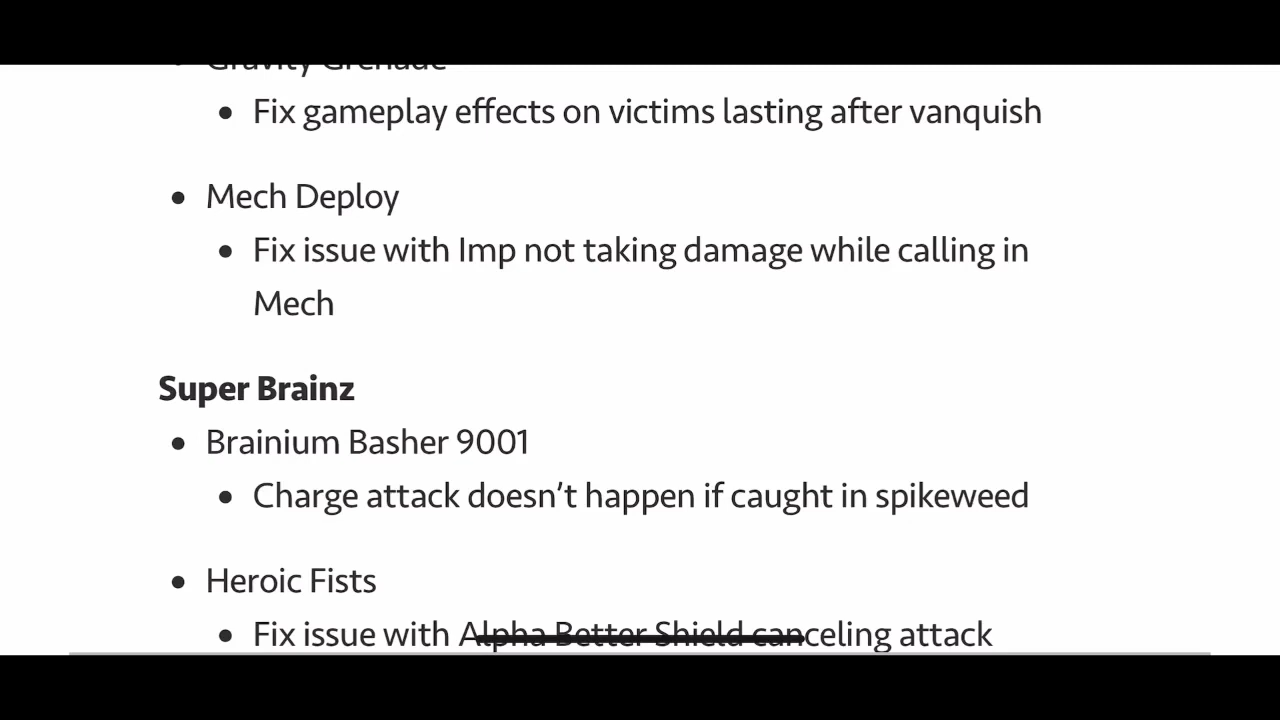 Gravity Grenade
• Fix gameplay effects on victims lasting after vanquish
• Mech Deploy
• Fix issue with Imp not taking damage while calling in
Mech
Super Brainz
• Brainium Basher 9001
• Charge attack doesn’t happen if caught in spikeweed
• Heroic Fists
• Fix issue with Alpha Better Shield canceling attack